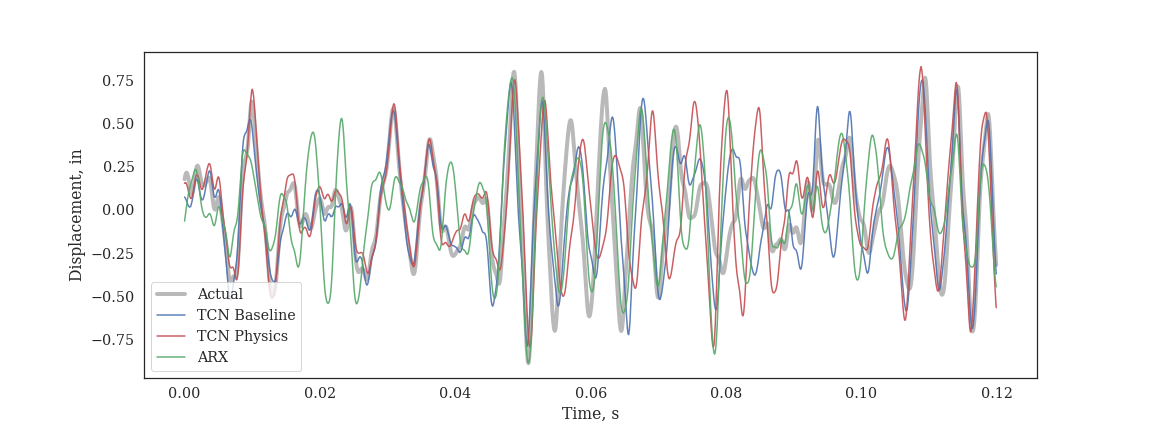 0.75
0.50
0.25
0.00
−0.25
−0.50
−0.75
Displacement, in
Actual
TCN Baseline
TCN Physics
ARX
0.00 0.02 0.04 0.06 0.08 0.10 0.12
Time, s